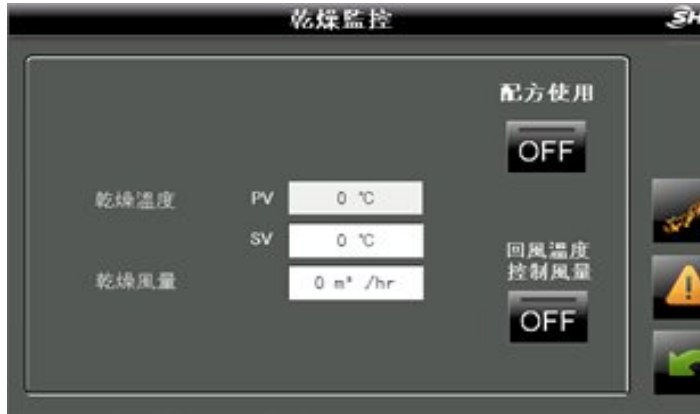 乾燥監控
配方使用
OFF
乾燥溫度 PV 0 ℃
SV 0 ℃
乾燥風量 0 m³ /hr
回風溫度
控制風量
OFF